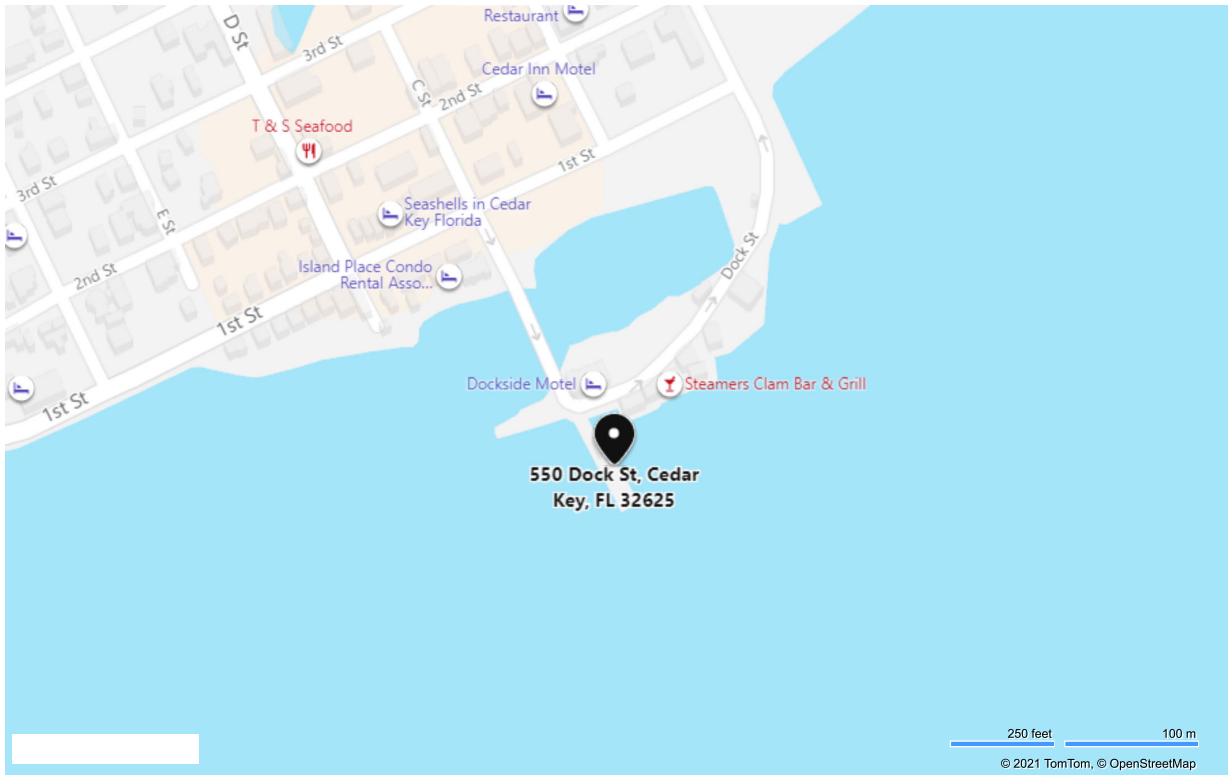 Restaurant
D St
3rd St
Cedar Inn Motel
C St
2nd St
T & S Seafood
1st St
3rd St
Seashells in Cedar
Key Florida
E St
Dock St
Island Place Condo
Rental Asso...
2nd St
1st St
Dockside Motel
Steamers Clam Bar & Grill
1st St
550 Dock St, Cedar
Key, FL 32625
250 feet
100 m
© 2021 TomTom, © OpenStreetMap